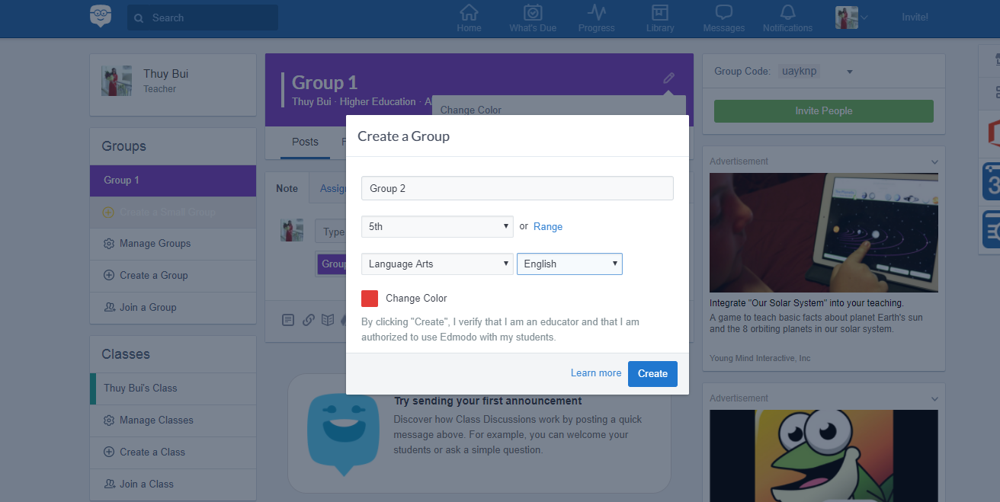 Search
Home
What's Due
Progress
Library
Messages
Notifications
Invite!
Thuy Bui
Teacher
Groups
Group 1
Create a Small Group
Manage Groups
Create a Group
Join a Group
Classes
Thuy Bui's Class
Manage Classes
Create a Class
Join a Class
Group 1
Thuy Bui · Higher Education · A
Change Color
Posts
Note
Assig
Type
Group
Create a Group
Group 2
5th
or
Range
Language Arts
English
Change Color
By clicking "Create", I verify that I am an educator and that I am
authorized to use Edmodo with my students.
Learn more
Create
Try sending your first announcement
Discover how Class Discussions work by posting a quick
message above. For example, you can welcome your
students or ask a simple question.
Group Code:
uayknp
Invite People
Advertisement
Integrate "Our Solar System" into your teaching.
A game to teach basic facts about planet Earth's sun
and the 8 orbiting planets in our solar system.
Young Mind Interactive, Inc
Advertisement
3